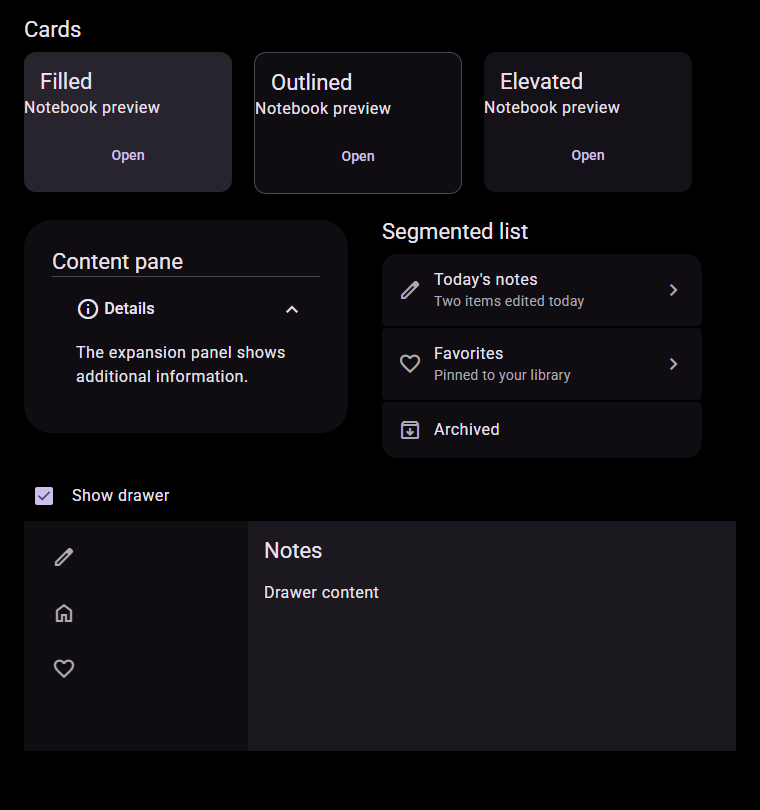 Cards
Filled
Notebook preview
Open
Outlined
Notebook preview
Open
Elevated
Notebook preview
Open
Content pane
Details
The expansion panel shows
additional information.
Segmented list
Today's notes
Two items edited today
Favorites
Pinned to your library
Archived
Show drawer
Notes
Drawer content